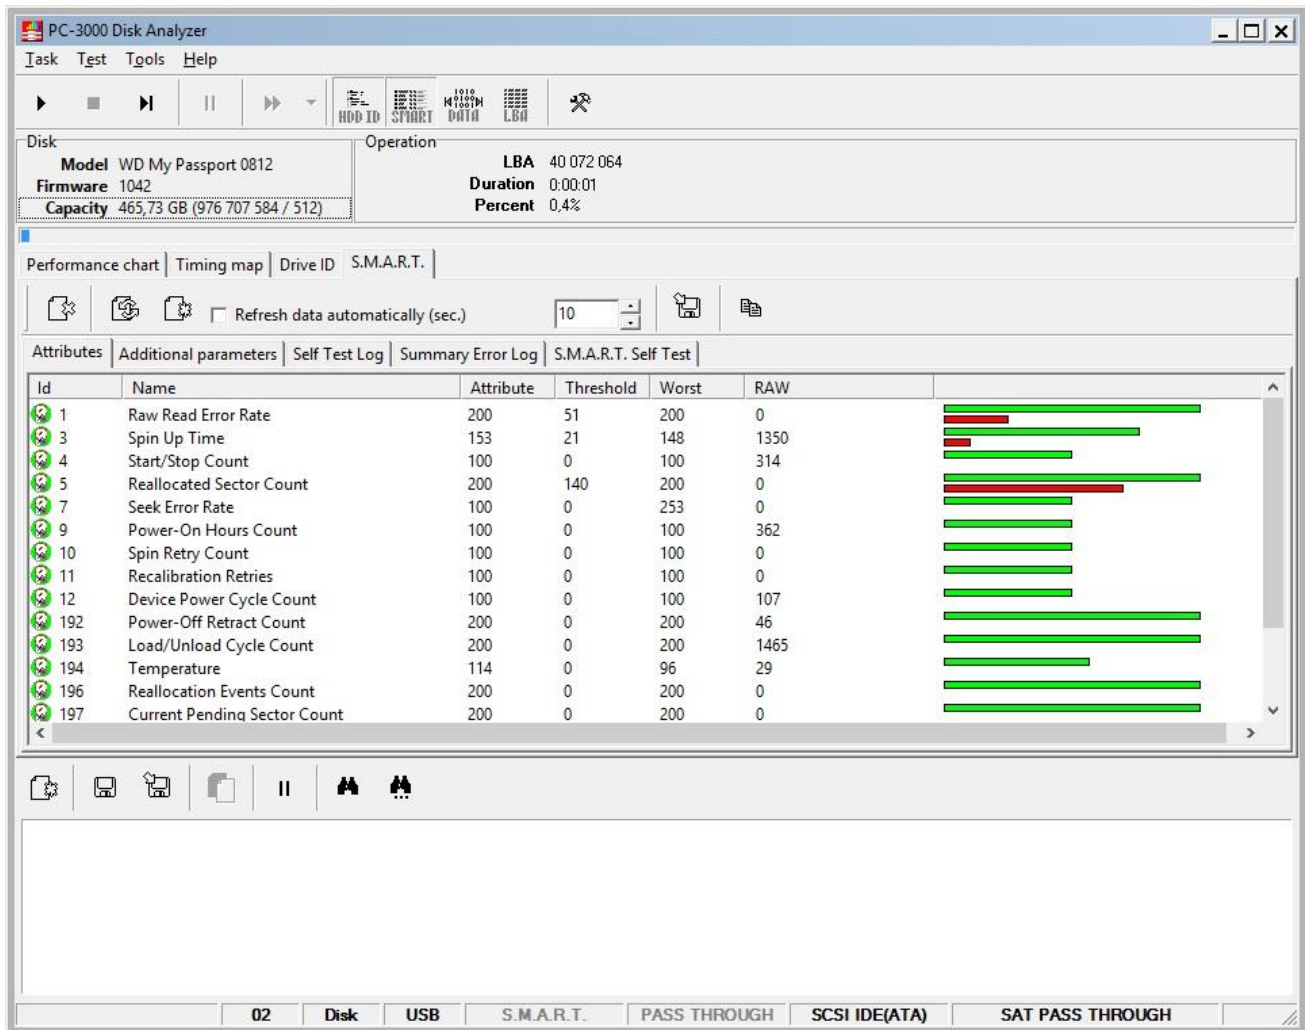 PC-3000 Disk Analyzer
Task Test Tools Help
HDD ID SMART DATA LBA
Disk
Model WD My Passport 0812
Firmware 1042
Capacity 465,73 GB (976 707 584 / 512)
Operation
LBA 40 072 064
Duration 0:00:01
Percent 0,4%
Performance chart Timing map Drive ID S.M.A.R.T.
Refresh data automatically (sec.) 10
Attributes Additional parameters Self Test Log Summary Error Log S.M.A.R.T. Self Test
Id Name Attribute Threshold Worst RAW
1 Raw Read Error Rate 200 51 200 0
3 Spin Up Time 153 21 148 1350
4 Start/Stop Count 100 0 100 314
5 Reallocated Sector Count 200 140 200 0
7 Seek Error Rate 100 0 253 0
9 Power-On Hours Count 100 0 100 362
10 Spin Retry Count 100 0 100 0
11 Recalibration Retries 100 0 100 0
12 Device Power Cycle Count 100 0 100 107
192 Power-Off Retract Count 200 0 200 46
193 Load/Unload Cycle Count 200 0 200 1465
194 Temperature 114 0 96 29
196 Reallocation Events Count 200 0 200 0
197 Current Pending Sector Count 200 0 200 0
02 Disk USB S.M.A.R.T. PASS THROUGH SCSI IDE(ATA) SAT PASS THROUGH